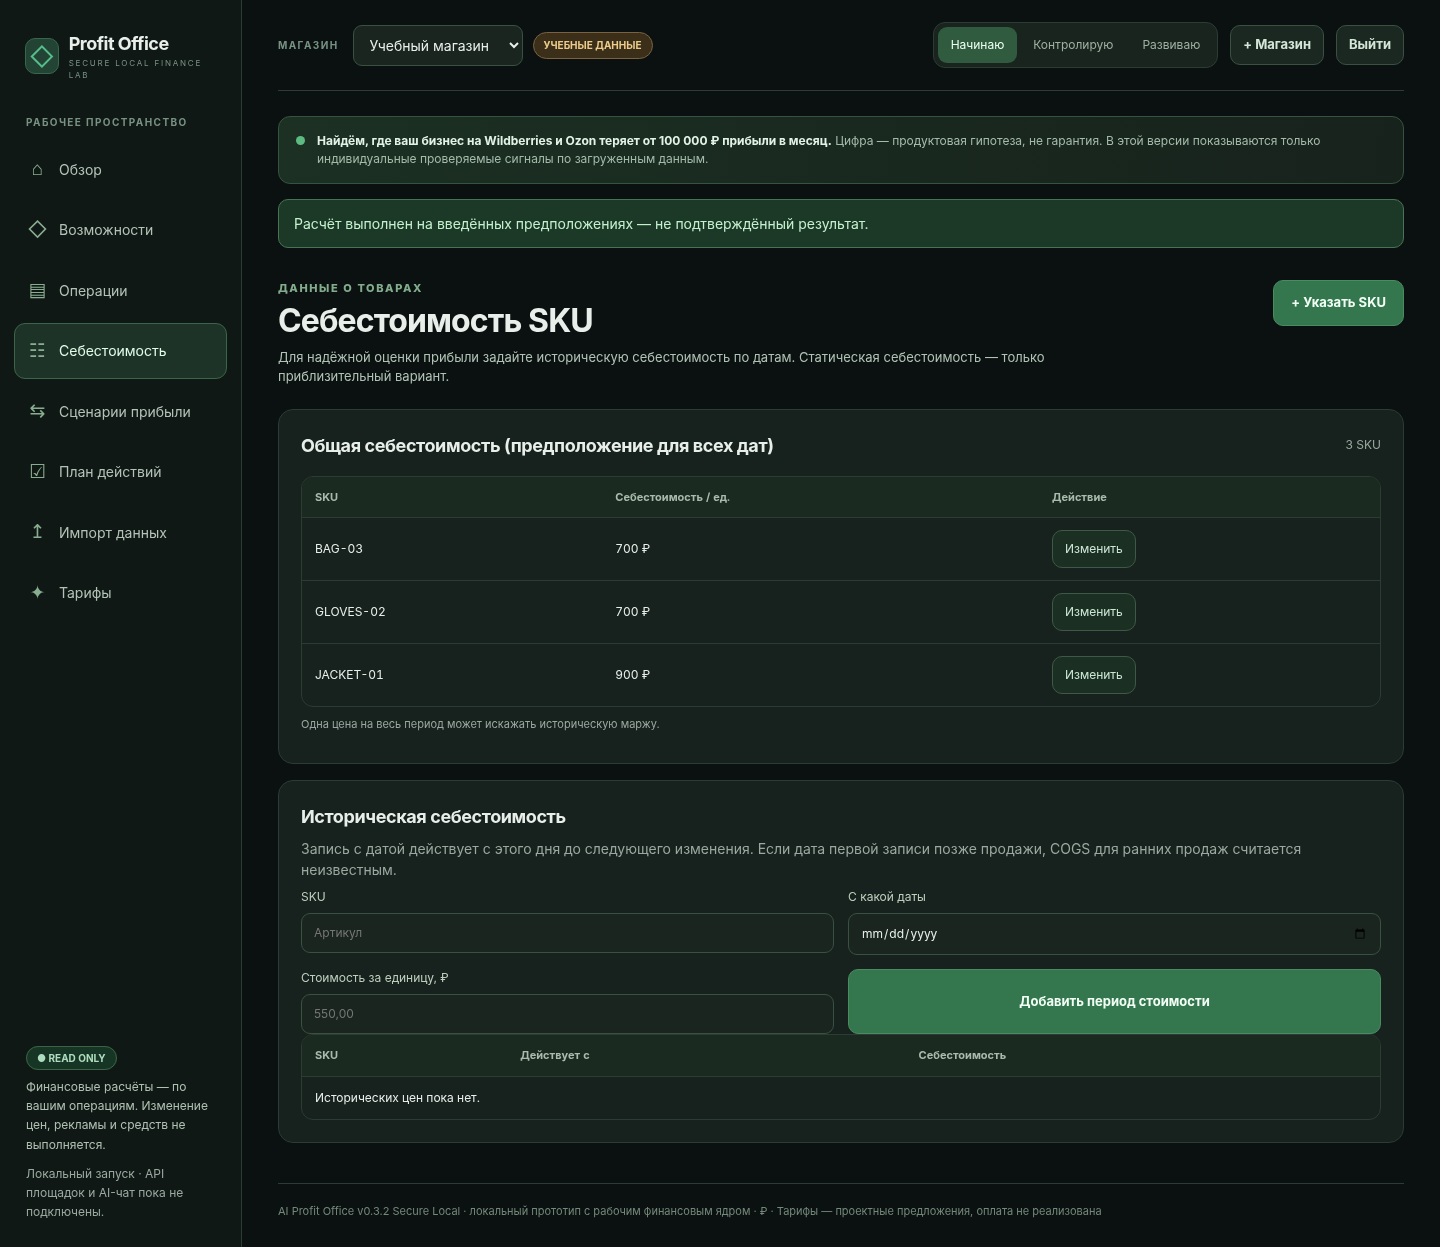 Profit Office
SECURE LOCAL FINANCE
LAB
РАБОЧЕЕ ПРОСТРАНСТВО
Обзор
Возможности
Операции
Себестоимость
Сценарии прибыли
План действий
Импорт данных
Тарифы
READ ONLY
Финансовые расчёты — по
вашим операциям. Изменение
цен, рекламы и средств не
выполняется.
Локальный запуск · API
площадок и AI-чат пока не
подключены.
МАГАЗИН
Учебный магазин
УЧЕБНЫЕ ДАННЫЕ
Начинаю
Контролирую
Развиваю
+ Магазин
Выйти
Найдём, где ваш бизнес на Wildberries и Ozon теряет от 100 000 ₽ прибыли в месяц. Цифра — продуктовая гипотеза, не гарантия. В этой версии показываются только
индивидуальные проверяемые сигналы по загруженным данным.
Расчёт выполнен на введённых предположениях — не подтверждённый результат.
ДАННЫЕ О ТОВАРАХ
Себестоимость SKU
+ Указать SKU
Для надёжной оценки прибыли задайте историческую себестоимость по датам. Статическая себестоимость — только
приблизительный вариант.
Общая себестоимость (предположение для всех дат)
3 SKU
SKU Себестоимость / ед. Действие
BAG-03 700 ₽ Изменить
GLOVES-02 700 ₽ Изменить
JACKET-01 900 ₽ Изменить
Одна цена на весь период может искажать историческую маржу.
Историческая себестоимость
Запись с датой действует с этого дня до следующего изменения. Если дата первой записи позже продажи, COGS для ранних продаж считается
неизвестным.
SKU
Артикул
С какой даты
mm/dd/yyyy
Стоимость за единицу, ₽
550,00
Добавить период стоимости
SKU Действует с Себестоимость
Исторических цен пока нет.
AI Profit Office v0.3.2 Secure Local · локальный прототип с рабочим финансовым ядром · ₽ · Тарифы — проектные предложения, оплата не реализована